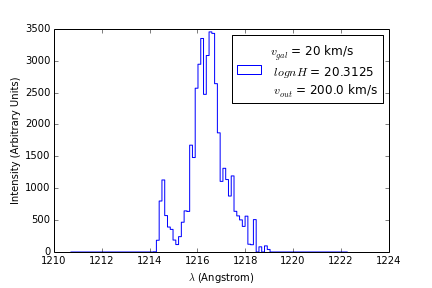 3500
3000
2500
2000
1500
1000
500
0
Intensity (Arbitrary Units)
v_gal = 20 km/s
lognH = 20.3125
v_out = 200.0 km/s
1210 1212 1214 1216 1218 1220 1222 1224
λ (Angstrom)